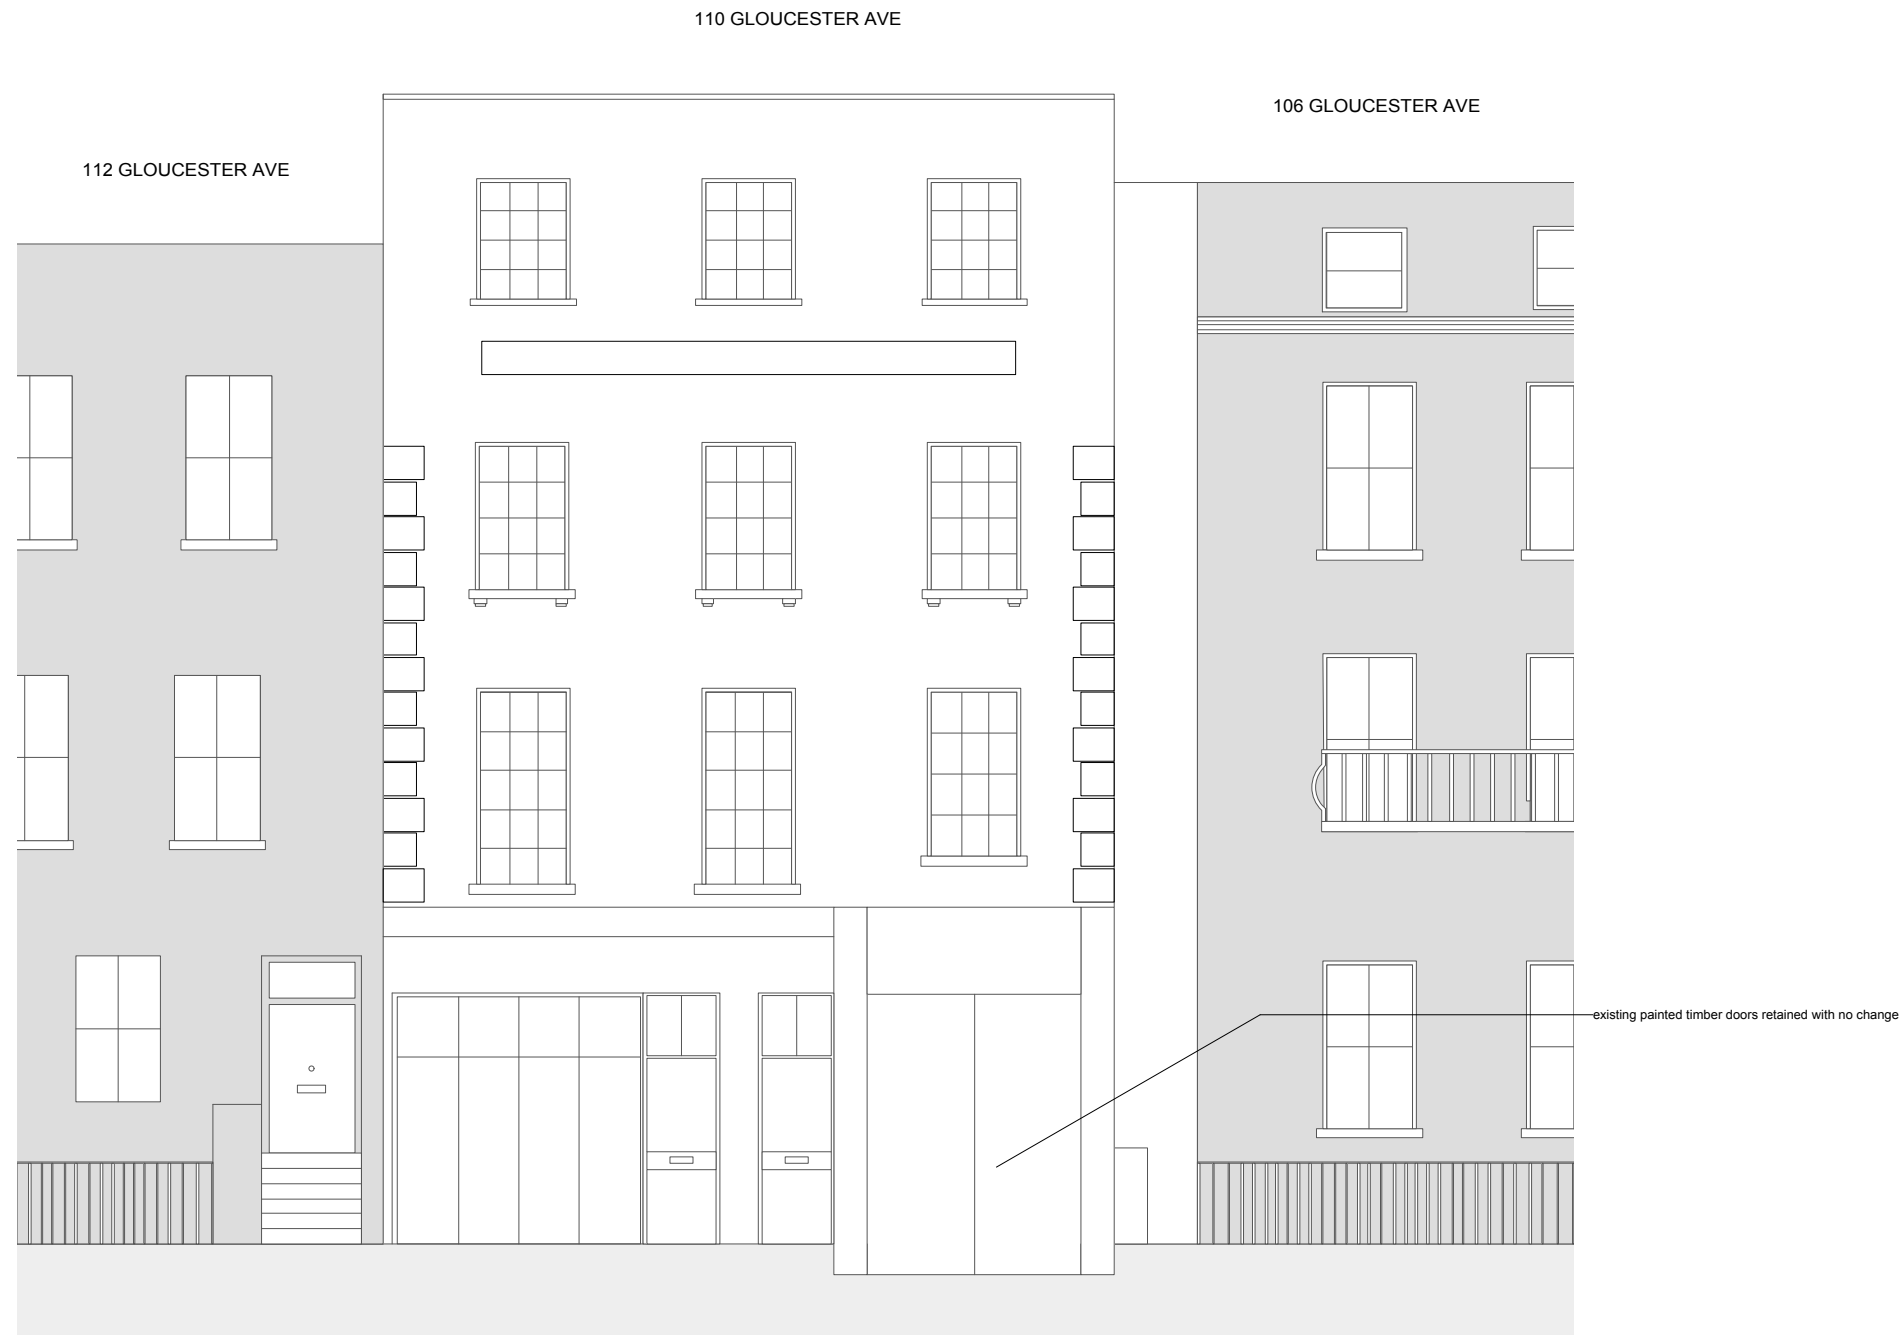 110 GLOUCESTER AVE
106 GLOUCESTER AVE
112 GLOUCESTER AVE
existing painted timber doors retained with no change